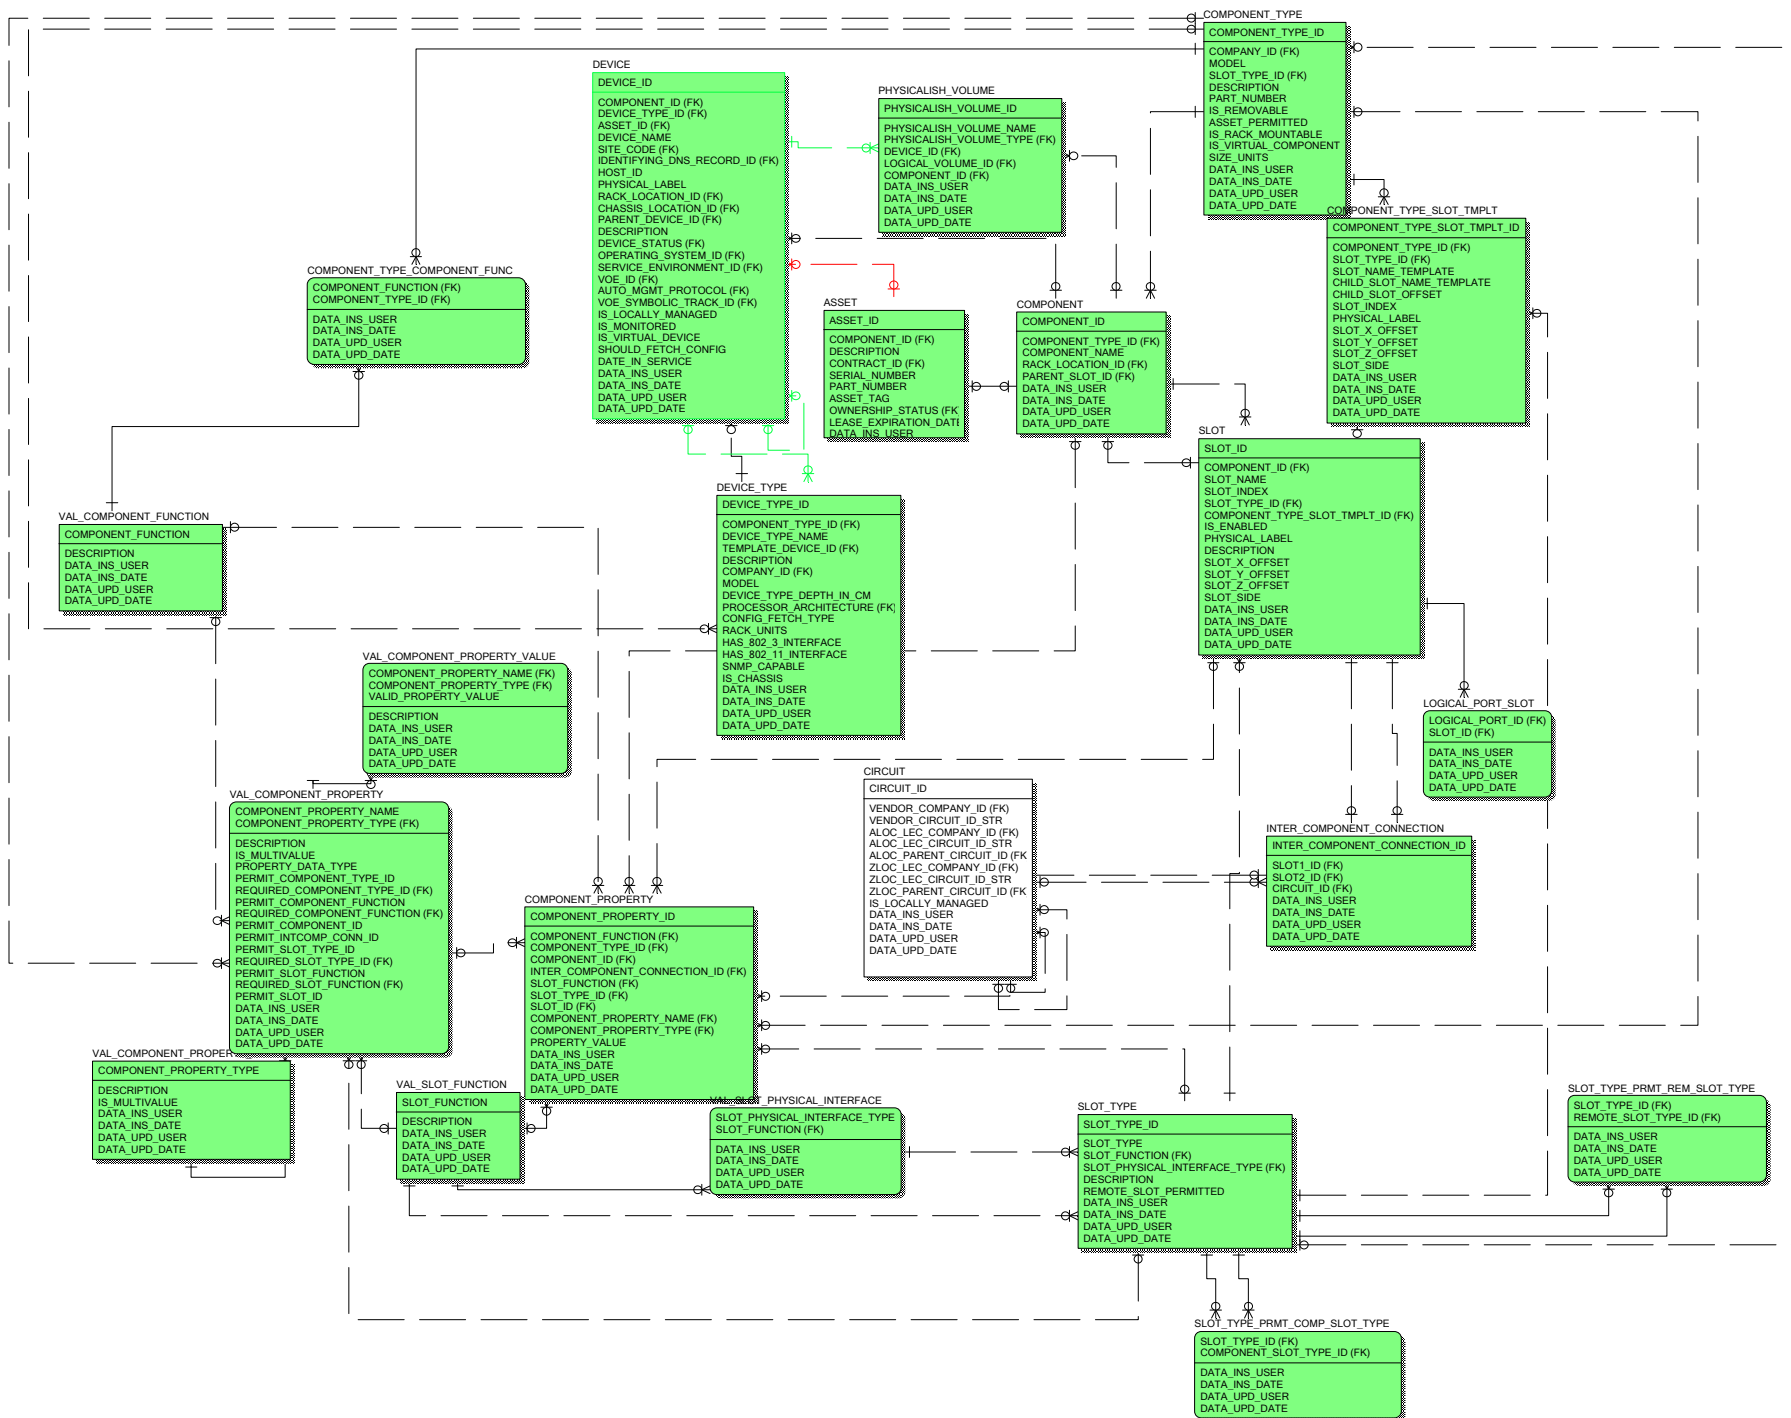 COMPONENT_TYPE
COMPONENT_TYPE_ID
COMPANY_ID (FK)
MODEL
SLOT_TYPE_ID (FK)
DESCRIPTION
PART_NUMBER
IS_REMOVABLE
ASSET_PERMITTED
IS_RACK_MOUNTABLE
IS_VIRTUAL_COMPONENT
SIZE_UNITS
DATA_INS_USER
DATA_INS_DATE
DATA_UPD_USER
DATA_UPD_DATE
DEVICE
DEVICE_ID
COMPONENT_ID (FK)
DEVICE_TYPE_ID (FK)
ASSET_ID (FK)
DEVICE_NAME
SITE_CODE (FK)
IDENTIFYING_DNS_RECORD_ID (FK)
HOST_ID
PHYSICAL_LABEL
RACK_LOCATION_ID (FK)
CHASSIS_LOCATION_ID (FK)
PARENT_DEVICE_ID (FK)
DESCRIPTION
DEVICE_STATUS (FK)
OPERATING_SYSTEM_ID (FK)
SERVICE_ENVIRONMENT_ID (FK)
VOE_ID (FK)
AUTO_MGMT_PROTOCOL (FK)
VOE_SYMBOLIC_TRACK_ID (FK)
IS_LOCALLY_MANAGED
IS_MONITORED
IS_VIRTUAL_DEVICE
SHOULD_FETCH_CONFIG
DATE_IN_SERVICE
DATA_INS_USER
DATA_INS_DATE
DATA_UPD_USER
DATA_UPD_DATE
PHYSICALISH_VOLUME
PHYSICALISH_VOLUME_ID
PHYSICALISH_VOLUME_NAME
PHYSICALISH_VOLUME_TYPE (FK)
DEVICE_ID (FK)
LOGICAL_VOLUME_ID (FK)
COMPONENT_ID (FK)
DATA_INS_USER
DATA_INS_DATE
DATA_UPD_USER
DATA_UPD_DATE
COMPONENT_TYPE_SLOT_TMPLT
COMPONENT_TYPE_SLOT_TMPLT_ID
COMPONENT_TYPE_ID (FK)
SLOT_TYPE_ID (FK)
SLOT_NAME_TEMPLATE
CHILD_SLOT_NAME_TEMPLATE
CHILD_SLOT_OFFSET
SLOT_INDEX
PHYSICAL_LABEL
SLOT_X_OFFSET
SLOT_Y_OFFSET
SLOT_Z_OFFSET
SLOT_SIDE
DATA_INS_USER
DATA_INS_DATE
DATA_UPD_USER
DATA_UPD_DATE
COMPONENT_TYPE_COMPONENT_FUNC
COMPONENT_FUNCTION (FK)
COMPONENT_TYPE_ID (FK)
DATA_INS_USER
DATA_INS_DATE
DATA_UPD_USER
DATA_UPD_DATE
ASSET
ASSET_ID
COMPONENT_ID (FK)
DESCRIPTION
CONTRACT_ID (FK)
SERIAL_NUMBER
PART_NUMBER
ASSET_TAG
OWNERSHIP_STATUS (FK
LEASE_EXPIRATION_DATE
DATA_INS_USER
COMPONENT
COMPONENT_ID
COMPONENT_TYPE_ID (FK)
COMPONENT_NAME
RACK_LOCATION_ID (FK)
PARENT_SLOT_ID (FK)
DATA_INS_USER
DATA_INS_DATE
DATA_UPD_USER
DATA_UPD_DATE
SLOT
SLOT_ID
COMPONENT_ID (FK)
SLOT_NAME
SLOT_INDEX
SLOT_TYPE_ID (FK)
COMPONENT_TYPE_SLOT_TMPLT_ID (FK)
IS_ENABLED
PHYSICAL_LABEL
DESCRIPTION
SLOT_X_OFFSET
SLOT_Y_OFFSET
SLOT_Z_OFFSET
SLOT_SIDE
DATA_INS_USER
DATA_INS_DATE
DATA_UPD_USER
DATA_UPD_DATE
DEVICE_TYPE
DEVICE_TYPE_ID
COMPONENT_TYPE_ID (FK)
DEVICE_TYPE_NAME
TEMPLATE_DEVICE_ID (FK)
DESCRIPTION
COMPANY_ID (FK)
MODEL
DEVICE_TYPE_DEPTH_IN_CM
PROCESSOR_ARCHITECTURE (FK)
CONFIG_FETCH_TYPE
RACK_UNITS
HAS_802_3_INTERFACE
HAS_802_11_INTERFACE
SNMP_CAPABLE
IS_CHASSIS
DATA_INS_USER
DATA_INS_DATE
DATA_UPD_USER
DATA_UPD_DATE
VAL_COMPONENT_FUNCTION
COMPONENT_FUNCTION
DESCRIPTION
DATA_INS_USER
DATA_INS_DATE
DATA_UPD_USER
DATA_UPD_DATE
VAL_COMPONENT_PROPERTY_VALUE
COMPONENT_PROPERTY_NAME (FK)
COMPONENT_PROPERTY_TYPE (FK)
VALID_PROPERTY_VALUE
DESCRIPTION
DATA_INS_USER
DATA_INS_DATE
DATA_UPD_USER
DATA_UPD_DATE
LOGICAL_PORT_SLOT
LOGICAL_PORT_ID (FK)
SLOT_ID (FK)
DATA_INS_USER
DATA_INS_DATE
DATA_UPD_USER
DATA_UPD_DATE
VAL_COMPONENT_PROPERTY
COMPONENT_PROPERTY_NAME
COMPONENT_PROPERTY_TYPE (FK)
DESCRIPTION
IS_MULTIVALUE
PROPERTY_DATA_TYPE
PERMIT_COMPONENT_TYPE_ID
REQUIRED_COMPONENT_TYPE_ID (FK)
PERMIT_COMPONENT_FUNCTION
REQUIRED_COMPONENT_FUNCTION (FK)
PERMIT_COMPONENT_ID
PERMIT_INTCOMP_CONN_ID
PERMIT_SLOT_TYPE_ID
REQUIRED_SLOT_TYPE_ID (FK)
PERMIT_SLOT_FUNCTION
REQUIRED_SLOT_FUNCTION (FK)
PERMIT_SLOT_ID
DATA_INS_USER
DATA_INS_DATE
DATA_UPD_USER
DATA_UPD_DATE
CIRCUIT
CIRCUIT_ID
VENDOR_COMPANY_ID (FK)
VENDOR_CIRCUIT_ID_STR
ALOC_LEC_COMPANY_ID (FK)
ALOC_LEC_CIRCUIT_ID_STR
ALOC_PARENT_CIRCUIT_ID (FK
ZLOC_LEC_COMPANY_ID (FK)
ZLOC_LEC_CIRCUIT_ID_STR
ZLOC_PARENT_CIRCUIT_ID (FK
IS_LOCALLY_MANAGED
DATA_INS_USER
DATA_INS_DATE
DATA_UPD_USER
DATA_UPD_DATE
INTER_COMPONENT_CONNECTION
INTER_COMPONENT_CONNECTION_ID
SLOT1_ID (FK)
SLOT2_ID (FK)
CIRCUIT_ID (FK)
DATA_INS_USER
DATA_INS_DATE
DATA_UPD_USER
DATA_UPD_DATE
COMPONENT_PROPERTY
COMPONENT_PROPERTY_ID
COMPONENT_FUNCTION (FK)
COMPONENT_TYPE_ID (FK)
COMPONENT_ID (FK)
INTER_COMPONENT_CONNECTION_ID (FK)
SLOT_FUNCTION (FK)
SLOT_TYPE_ID (FK)
SLOT_ID (FK)
COMPONENT_PROPERTY_NAME (FK)
COMPONENT_PROPERTY_TYPE (FK)
PROPERTY_VALUE
DATA_INS_USER
DATA_INS_DATE
DATA_UPD_USER
DATA_UPD_DATE
VAL_COMPONENT_PROPERT
COMPONENT_PROPERTY_TYPE
DESCRIPTION
IS_MULTIVALUE
DATA_INS_USER
DATA_INS_DATE
DATA_UPD_USER
DATA_UPD_DATE
VAL_SLOT_FUNCTION
SLOT_FUNCTION
DESCRIPTION
DATA_INS_USER
DATA_INS_DATE
DATA_UPD_USER
DATA_UPD_DATE
VAL_SLOT_PHYSICAL_INTERFACE
SLOT_PHYSICAL_INTERFACE_TYPE
SLOT_FUNCTION (FK)
DATA_INS_USER
DATA_INS_DATE
DATA_UPD_USER
DATA_UPD_DATE
SLOT_TYPE
SLOT_TYPE_ID
SLOT_TYPE
SLOT_FUNCTION (FK)
SLOT_PHYSICAL_INTERFACE_TYPE (FK)
DESCRIPTION
REMOTE_SLOT_PERMITTED
DATA_INS_USER
DATA_INS_DATE
DATA_UPD_USER
DATA_UPD_DATE
SLOT_TYPE_PRMT_REM_SLOT_TYPE
SLOT_TYPE_ID (FK)
REMOTE_SLOT_TYPE_ID (FK)
DATA_INS_USER
DATA_INS_DATE
DATA_UPD_USER
DATA_UPD_DATE
SLOT_TYPE_PRMT_COMP_SLOT_TYPE
SLOT_TYPE_ID (FK)
COMPONENT_SLOT_TYPE_ID (FK)
DATA_INS_USER
DATA_INS_DATE
DATA_UPD_USER
DATA_UPD_DATE